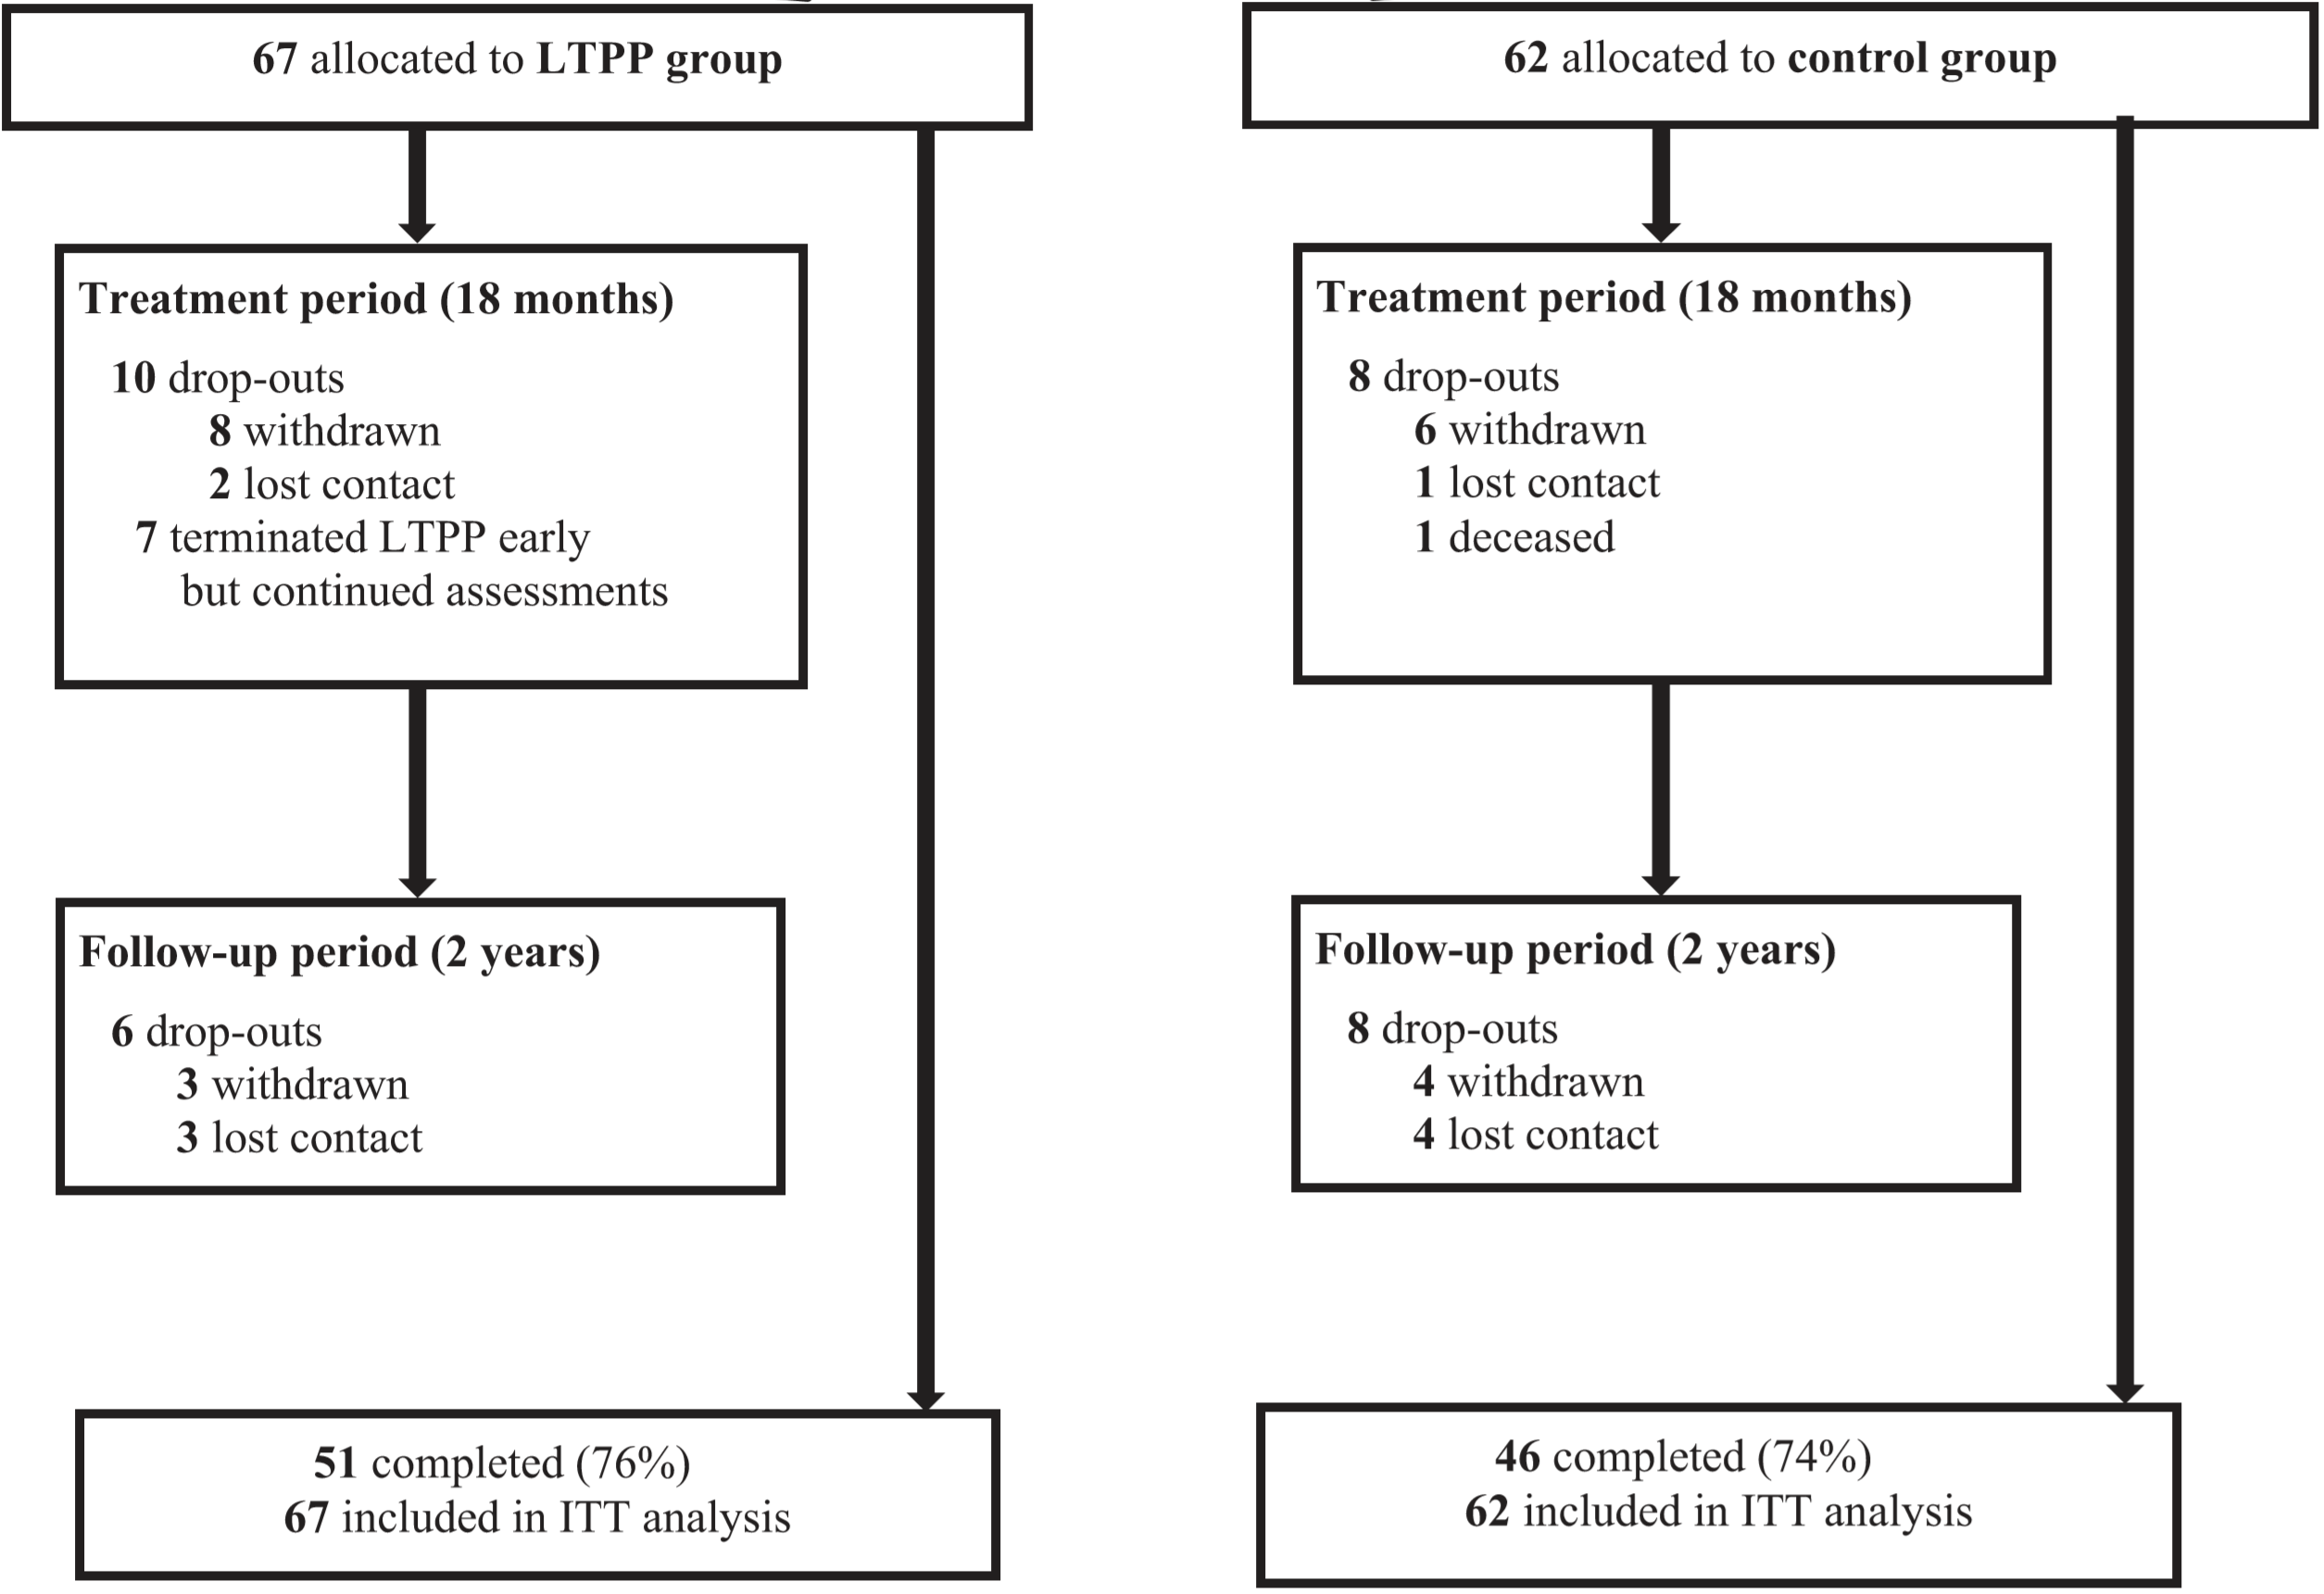 67 allocated to LTPP group
Treatment period (18 months)
10 drop-outs
8 withdrawn
2 lost contact
7 terminated LTPP early
but continued assessments
Follow-up period (2 years)
6 drop-outs
3 withdrawn
3 lost contact
51 completed (76%)
67 included in ITT analysis
62 allocated to control group
Treatment period (18 months)
8 drop-outs
6 withdrawn
1 lost contact
1 deceased
Follow-up period (2 years)
8 drop-outs
4 withdrawn
4 lost contact
46 completed (74%)
62 included in ITT analysis